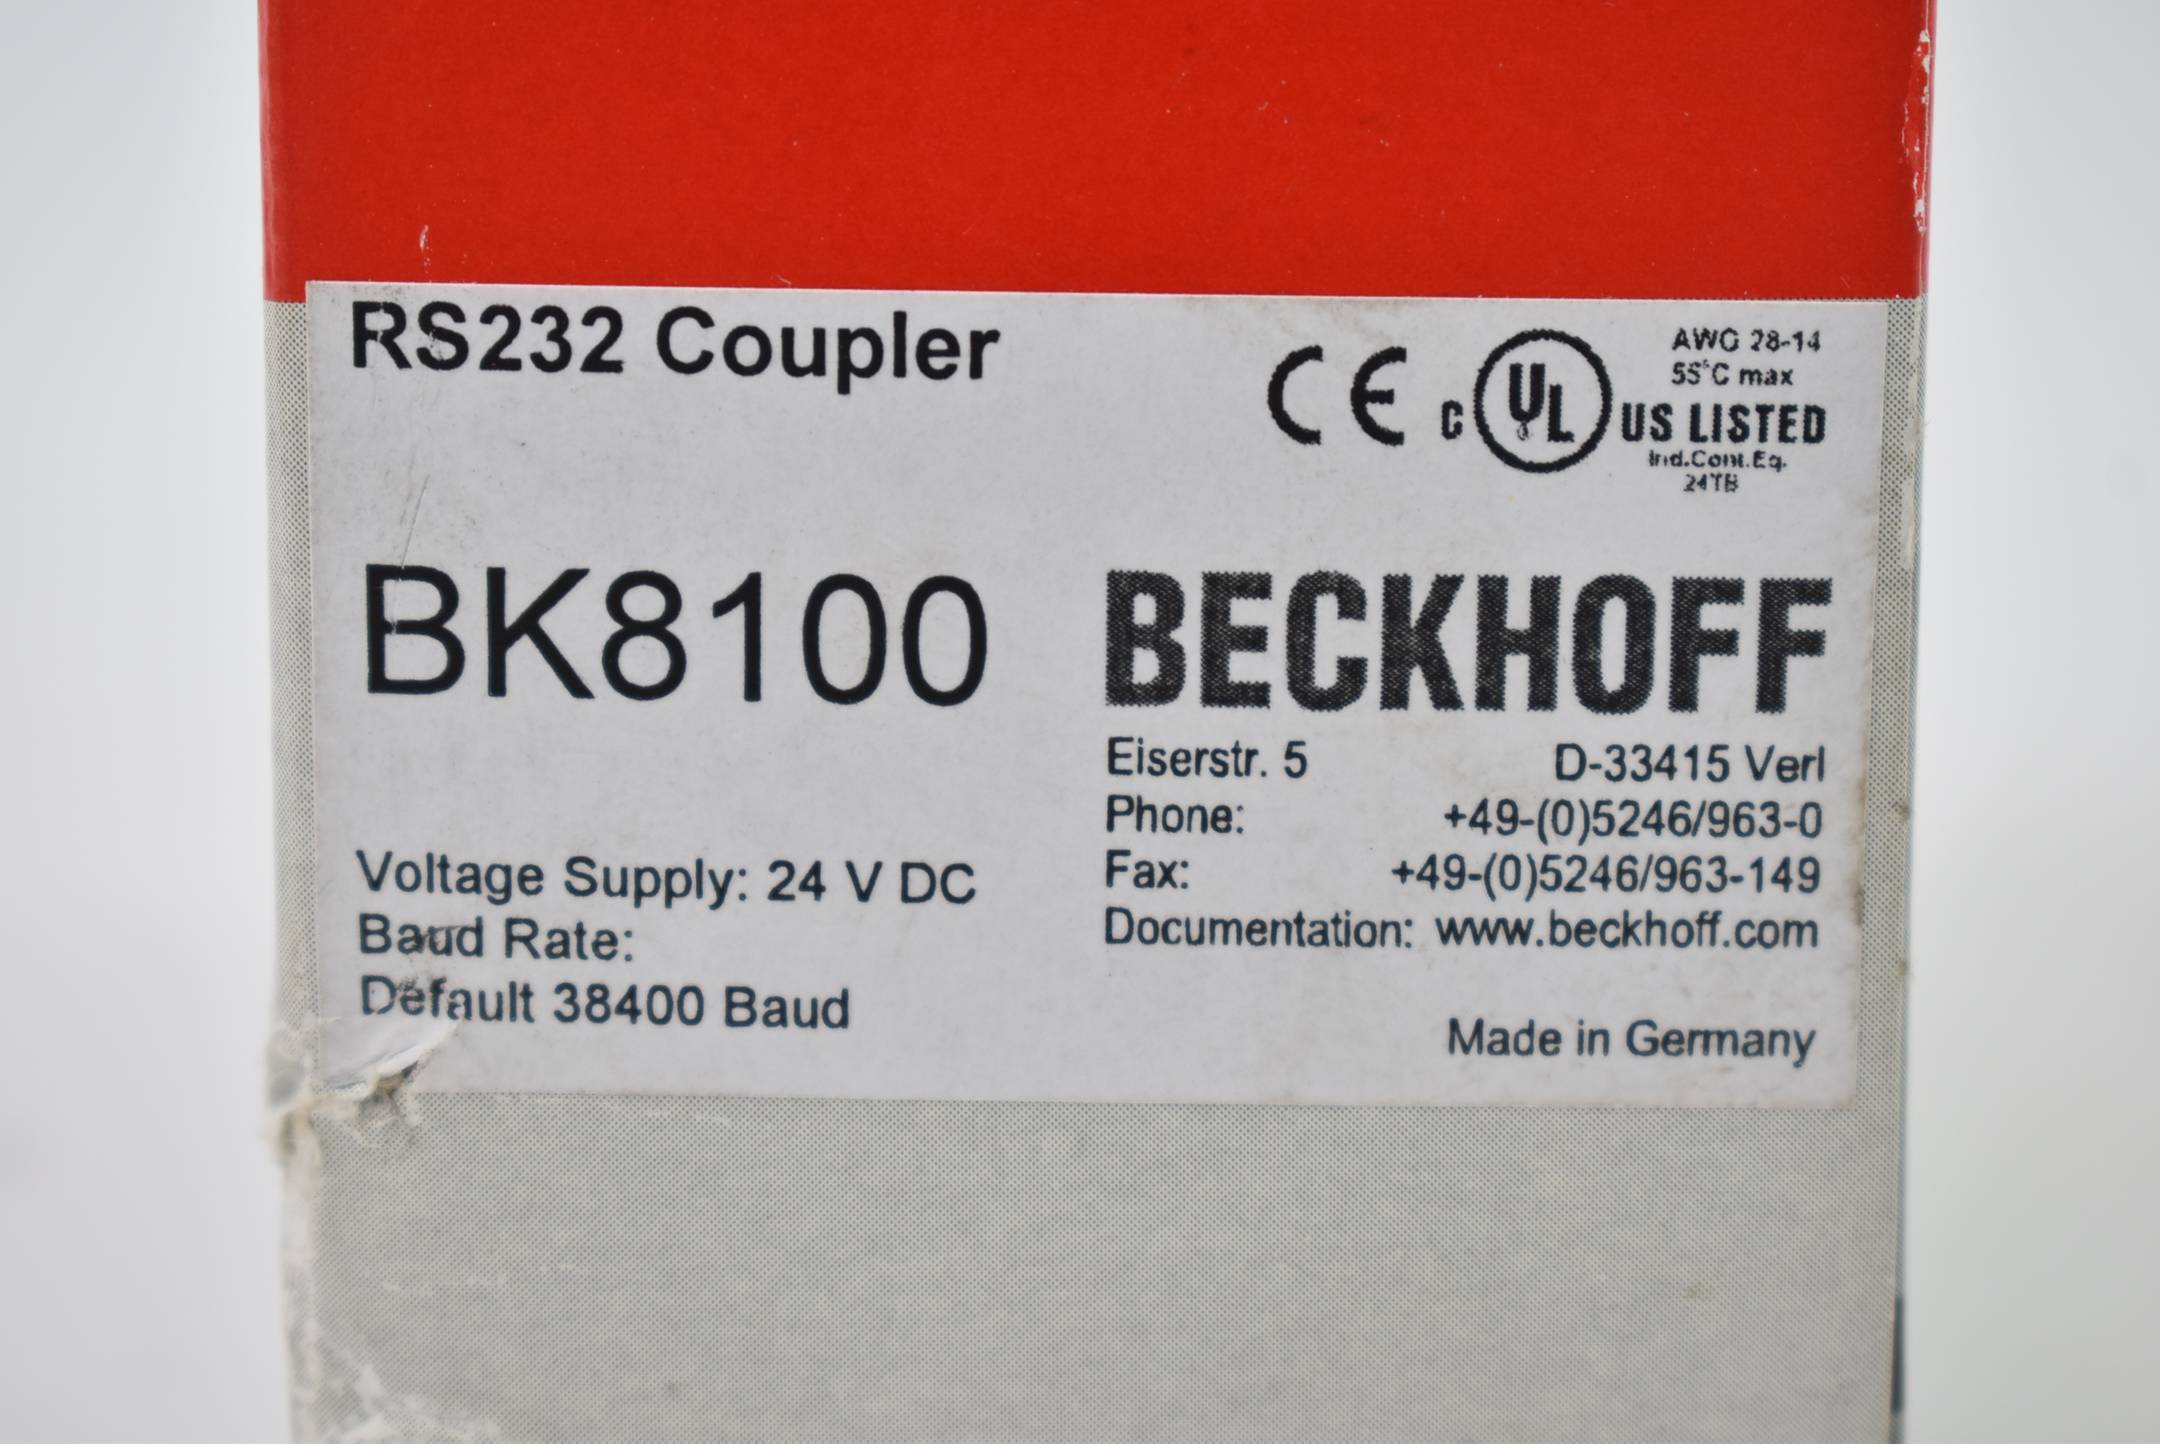 RS232 Coupler
CE
c UL US LISTED
AWG 28-14
55°C max
Ind.Cont.Eq.
24TB
BK8100
BECKHOFF
Eiserstr. 5 D-33415 Verl
Phone: +49-(0)5246/963-0
Fax: +49-(0)5246/963-149
Documentation: www.beckhoff.com
Voltage Supply: 24 V DC
Baud Rate:
Default 38400 Baud
Made in Germany